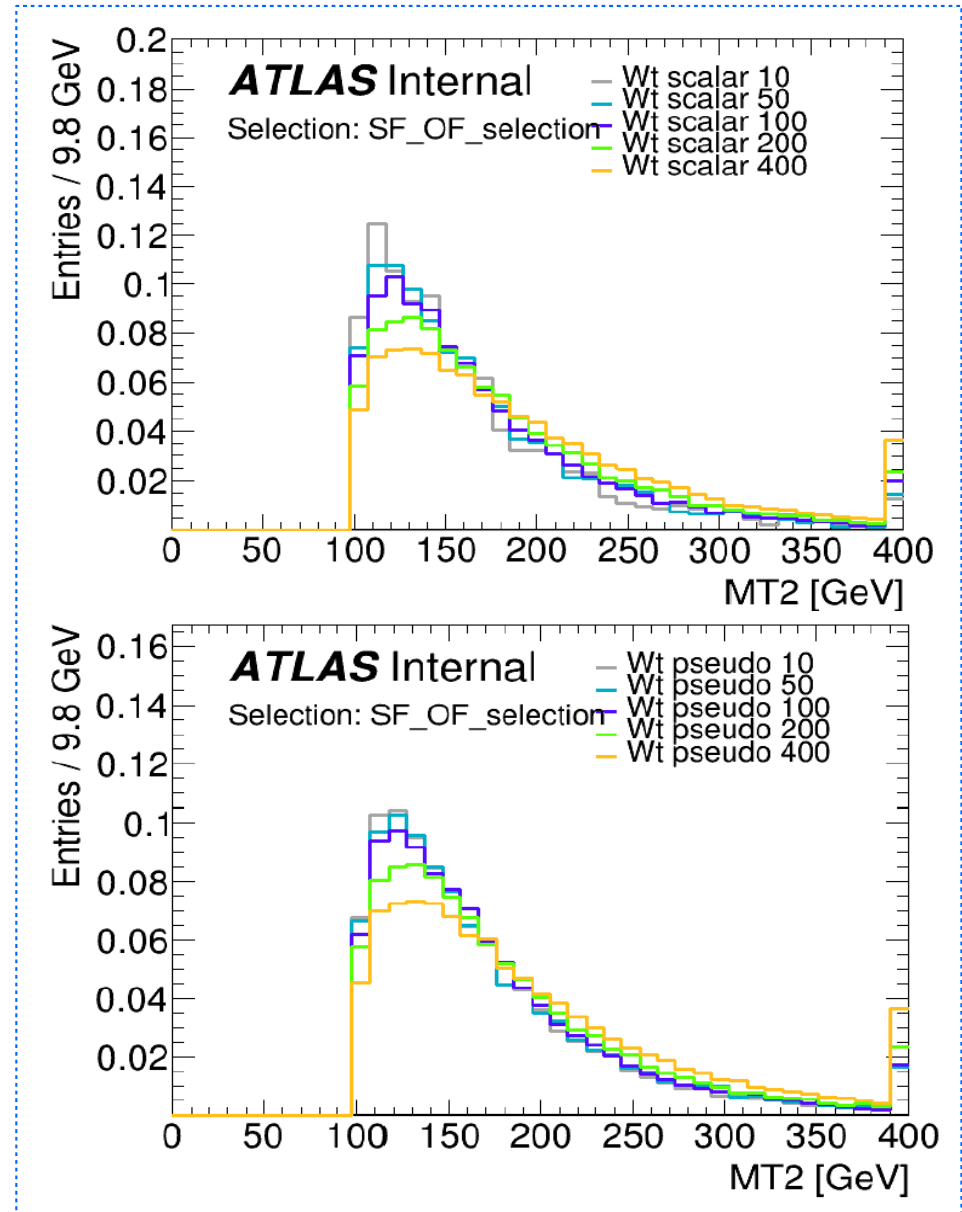 0.2
0.18
0.16
0.14
0.12
0.1
0.08
0.06
0.04
0.02
Entries / 9.8 GeV
ATLAS Internal
Selection: SF_OF_selection
Wt scalar 10
Wt scalar 50
Wt scalar 100
Wt scalar 200
Wt scalar 400
0 50 100 150 200 250 300 350 400
MT2 [GeV]
0.16
0.14
0.12
0.1
0.08
0.06
0.04
0.02
Entries / 9.8 GeV
ATLAS Internal
Selection: SF_OF_selection
Wt pseudo 10
Wt pseudo 50
Wt pseudo 100
Wt pseudo 200
Wt pseudo 400
0 50 100 150 200 250 300 350 400
MT2 [GeV]